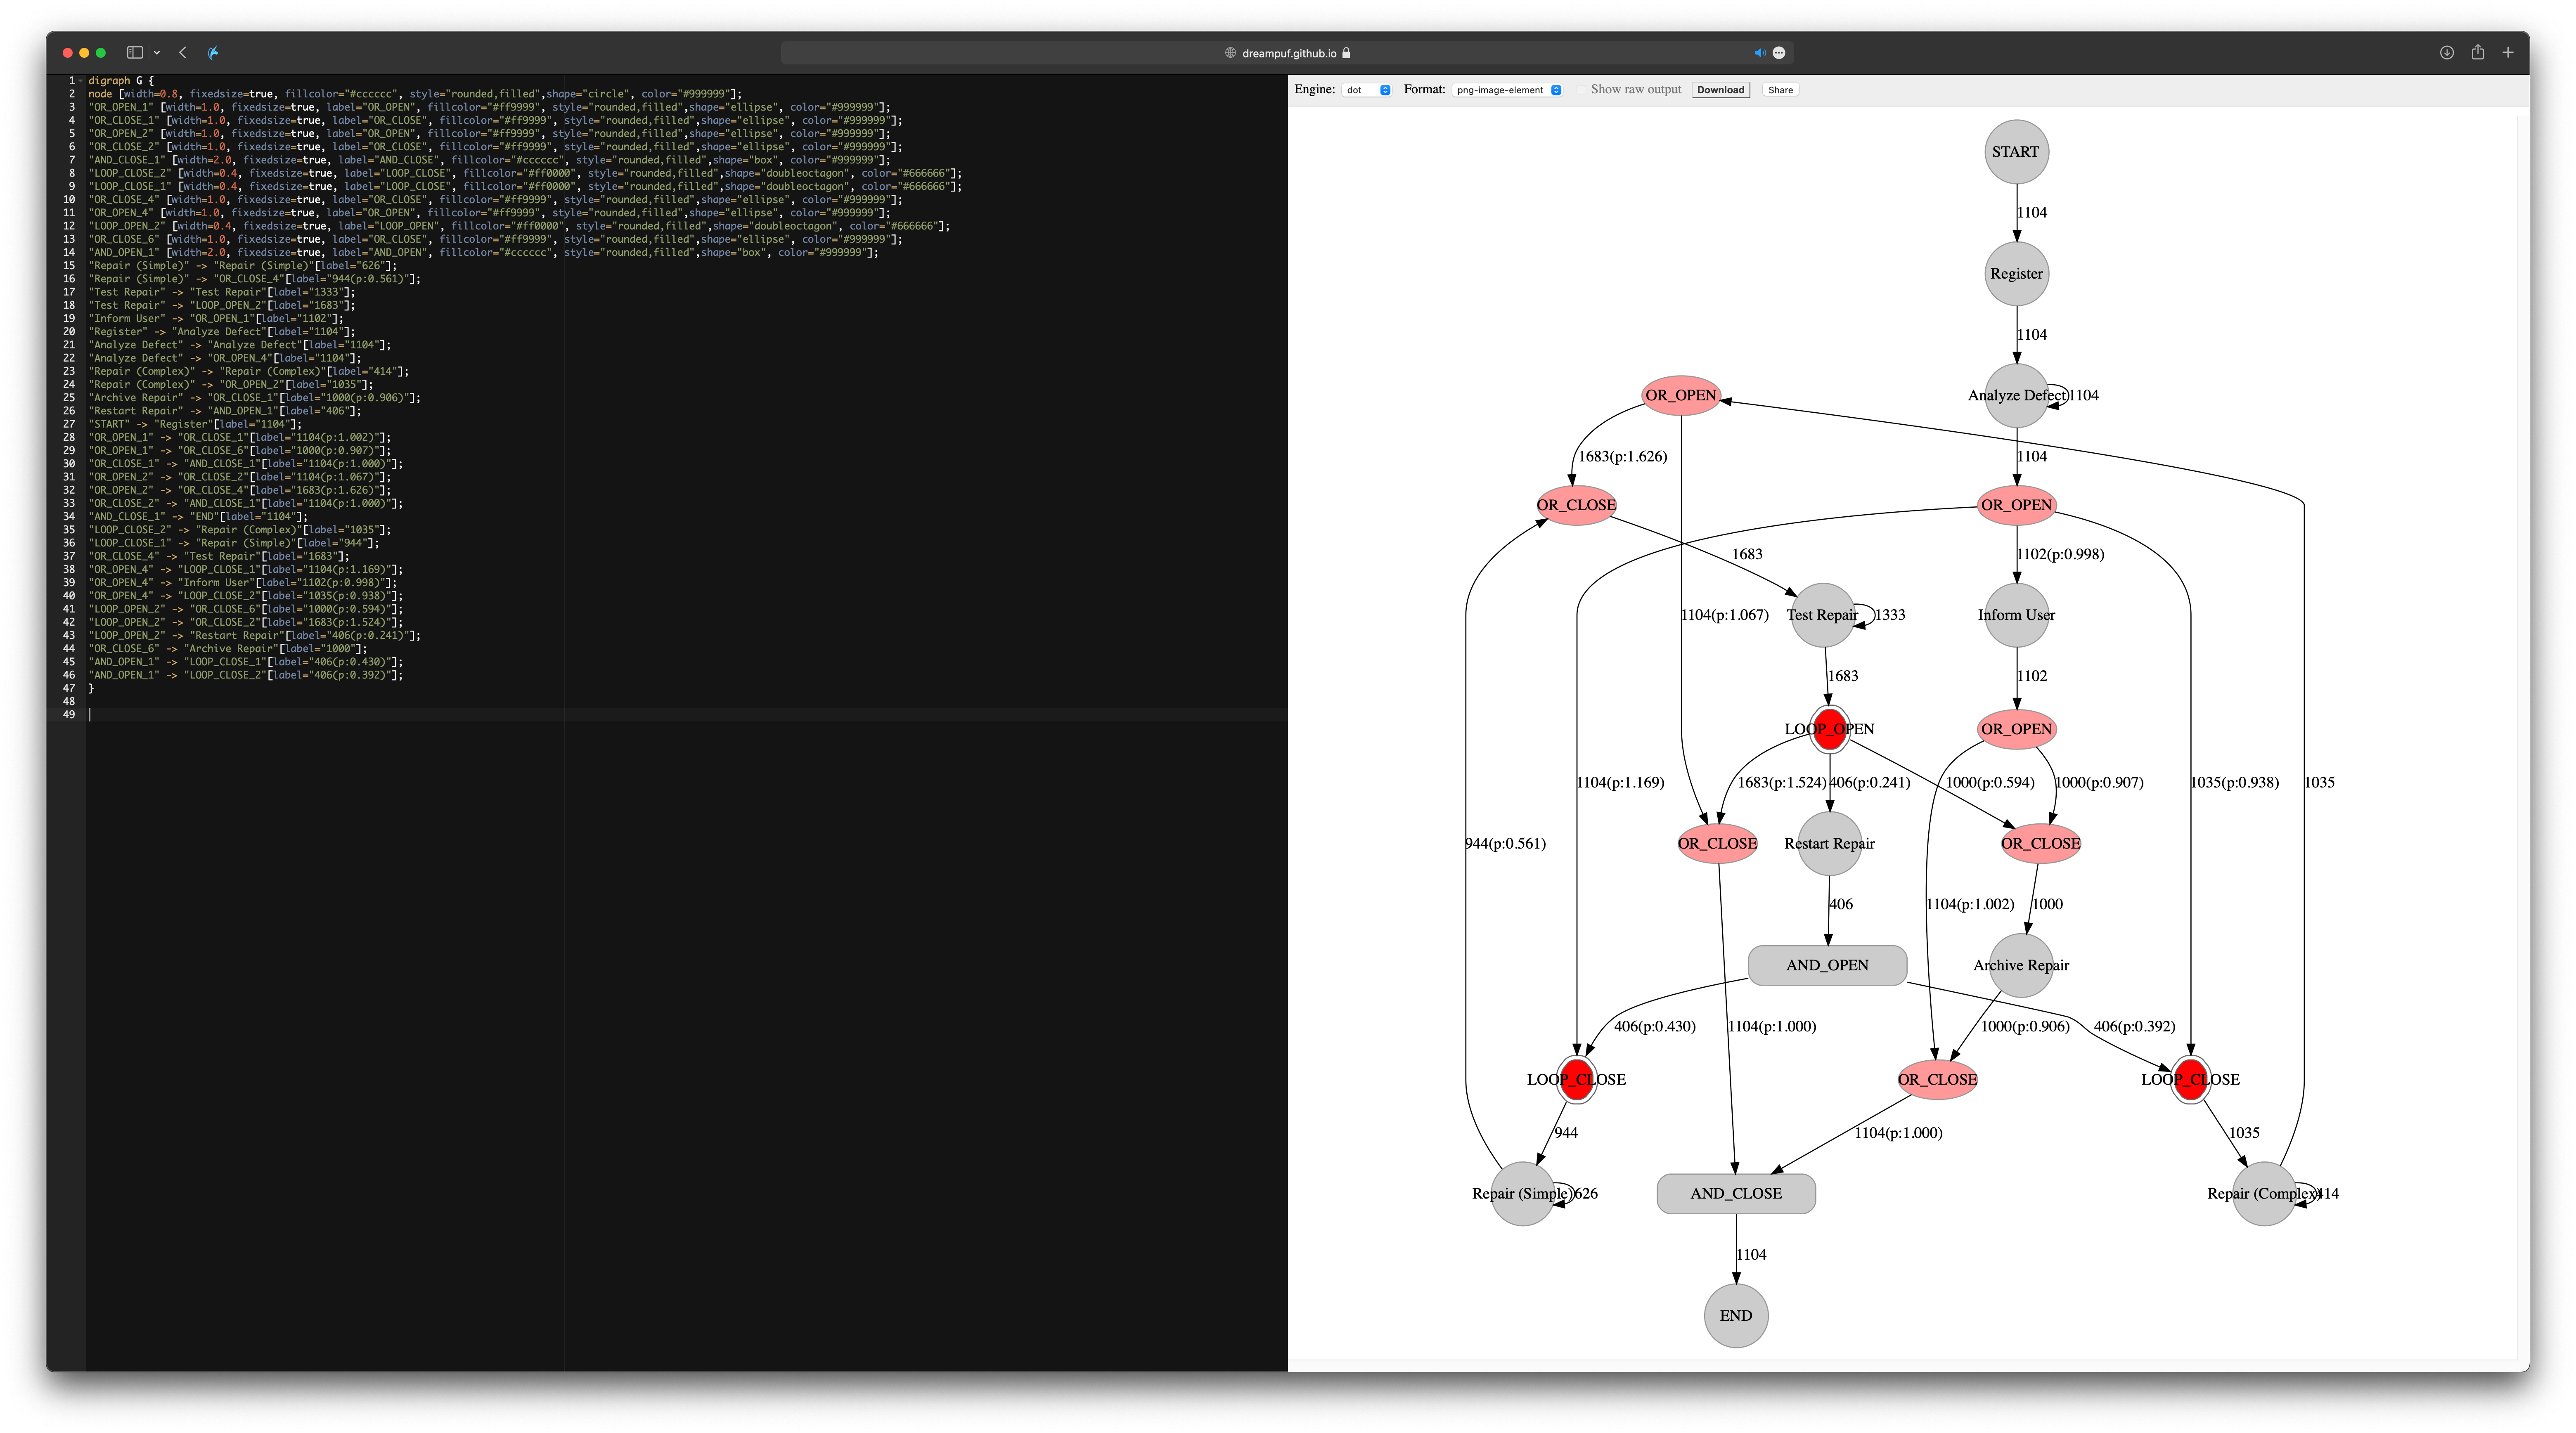 dreampuf.github.io
1 digraph G {
2 node [width=0.8, fixedsize=true, fillcolor="#cccccc", style="rounded,filled",shape="circle", color="#999999"];
3 "OR_OPEN_1" [width=1.0, fixedsize=true, label="OR_OPEN", fillcolor="#ff9999", style="rounded,filled",shape="ellipse", color="#999999"];
4 "OR_CLOSE_1" [width=1.0, fixedsize=true, label="OR_CLOSE", fillcolor="#ff9999", style="rounded,filled",shape="ellipse", color="#999999"];
5 "OR_OPEN_2" [width=1.0, fixedsize=true, label="OR_OPEN", fillcolor="#ff9999", style="rounded,filled",shape="ellipse", color="#999999"];
6 "OR_CLOSE_2" [width=1.0, fixedsize=true, label="OR_CLOSE", fillcolor="#ff9999", style="rounded,filled",shape="ellipse", color="#999999"];
7 "AND_CLOSE_1" [width=2.0, fixedsize=true, label="AND_CLOSE", fillcolor="#cccccc", style="rounded,filled",shape="box", color="#999999"];
8 "LOOP_CLOSE_2" [width=0.4, fixedsize=true, label="LOOP_CLOSE", fillcolor="#ff0000", style="rounded,filled",shape="doubleoctagon", color="#666666"];
9 "LOOP_CLOSE_1" [width=0.4, fixedsize=true, label="LOOP_CLOSE", fillcolor="#ff0000", style="rounded,filled",shape="doubleoctagon", color="#666666"];
10 "OR_CLOSE_4" [width=1.0, fixedsize=true, label="OR_CLOSE", fillcolor="#ff9999", style="rounded,filled",shape="ellipse", color="#999999"];
11 "OR_OPEN_4" [width=1.0, fixedsize=true, label="OR_OPEN", fillcolor="#ff9999", style="rounded,filled",shape="ellipse", color="#999999"];
12 "LOOP_OPEN_2" [width=0.4, fixedsize=true, label="LOOP_OPEN", fillcolor="#ff0000", style="rounded,filled",shape="doubleoctagon", color="#666666"];
13 "OR_CLOSE_6" [width=1.0, fixedsize=true, label="OR_CLOSE", fillcolor="#ff9999", style="rounded,filled",shape="ellipse", color="#999999"];
14 "AND_OPEN_1" [width=2.0, fixedsize=true, label="AND_OPEN", fillcolor="#cccccc", style="rounded,filled",shape="box", color="#999999"];
15 "Repair (Simple)" -> "Repair (Simple)"[label="626"];
16 "Repair (Simple)" -> "OR_CLOSE_4"[label="944(p:0.561)"];
17 "Test Repair" -> "Test Repair"[label="1333"];
18 "Test Repair" -> "LOOP_OPEN_2"[label="1683"];
19 "Inform User" -> "OR_OPEN_1"[label="1102"];
20 "Register" -> "Analyze Defect"[label="1104"];
21 "Analyze Defect" -> "Analyze Defect"[label="1104"];
22 "Analyze Defect" -> "OR_OPEN_4"[label="1104"];
23 "Repair (Complex)" -> "Repair (Complex)"[label="414"];
24 "Repair (Complex)" -> "OR_OPEN_2"[label="1035"];
25 "Archive Repair" -> "OR_CLOSE_1"[label="1000(p:0.906)"];
26 "Restart Repair" -> "AND_OPEN_1"[label="406"];
27 "START" -> "Register"[label="1104"];
28 "OR_OPEN_1" -> "OR_CLOSE_1"[label="1104(p:1.002)"];
29 "OR_OPEN_1" -> "OR_CLOSE_6"[label="1000(p:0.907)"];
30 "OR_CLOSE_1" -> "AND_CLOSE_1"[label="1104(p:1.000)"];
31 "OR_OPEN_2" -> "OR_CLOSE_2"[label="1104(p:1.067)"];
32 "OR_OPEN_2" -> "OR_CLOSE_4"[label="1683(p:1.626)"];
33 "OR_CLOSE_2" -> "AND_CLOSE_1"[label="1104(p:1.000)"];
34 "AND_CLOSE_1" -> "END"[label="1104"];
35 "LOOP_CLOSE_2" -> "Repair (Complex)"[label="1035"];
36 "LOOP_CLOSE_1" -> "Repair (Simple)"[label="944"];
37 "OR_CLOSE_4" -> "Test Repair"[label="1683"];
38 "OR_OPEN_4" -> "LOOP_CLOSE_1"[label="1104(p:1.169)"];
39 "OR_OPEN_4" -> "Inform User"[label="1102(p:0.998)"];
40 "OR_OPEN_4" -> "LOOP_CLOSE_2"[label="1035(p:0.938)"];
41 "LOOP_OPEN_2" -> "OR_CLOSE_6"[label="1000(p:0.594)"];
42 "LOOP_OPEN_2" -> "OR_CLOSE_2"[label="1683(p:1.524)"];
43 "LOOP_OPEN_2" -> "Restart Repair"[label="406(p:0.241)"];
44 "OR_CLOSE_6" -> "Archive Repair"[label="1000"];
45 "AND_OPEN_1" -> "LOOP_CLOSE_1"[label="406(p:0.430)"];
46 "AND_OPEN_1" -> "LOOP_CLOSE_2"[label="406(p:0.392)"];
47 }
48
49
Engine: dot Format: png-image-element Show raw output Download Share
START
1104
Register
1104
OR_OPEN
Analyze Defect
1104
1683(p:1.626)
1104
OR_CLOSE
OR_OPEN
1683
1102(p:0.998)
1104(p:1.067)
Test Repair
1333
Inform User
1683
1102
LOOP_OPEN
OR_OPEN
1104(p:1.169)
1683(p:1.524)
406(p:0.241)
1000(p:0.594)
1000(p:0.907)
1035(p:0.938)
1035
944(p:0.561)
OR_CLOSE
Restart Repair
OR_CLOSE
406
1104(p:1.002)
1000
AND_OPEN
Archive Repair
406(p:0.430)
1104(p:1.000)
1000(p:0.906)
406(p:0.392)
LOOP_CLOSE
OR_CLOSE
LOOP_CLOSE
944
1104(p:1.000)
1035
Repair (Simple)
626
AND_CLOSE
Repair (Complex)
414
1104
END